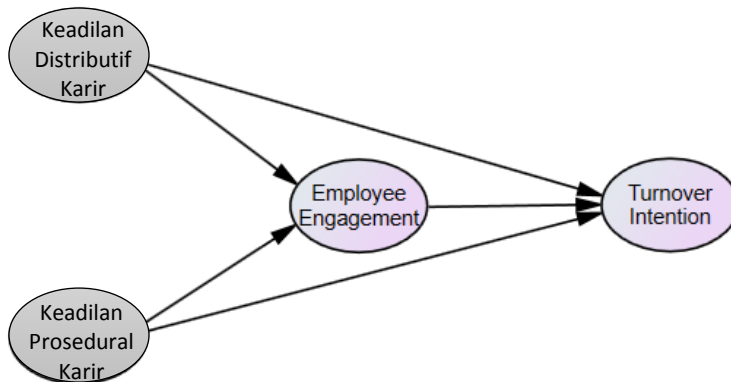 Keadilan
Distributif
Karir
Employee
Engagement
Turnover
Intention
Keadilan
Prosedural
Karir